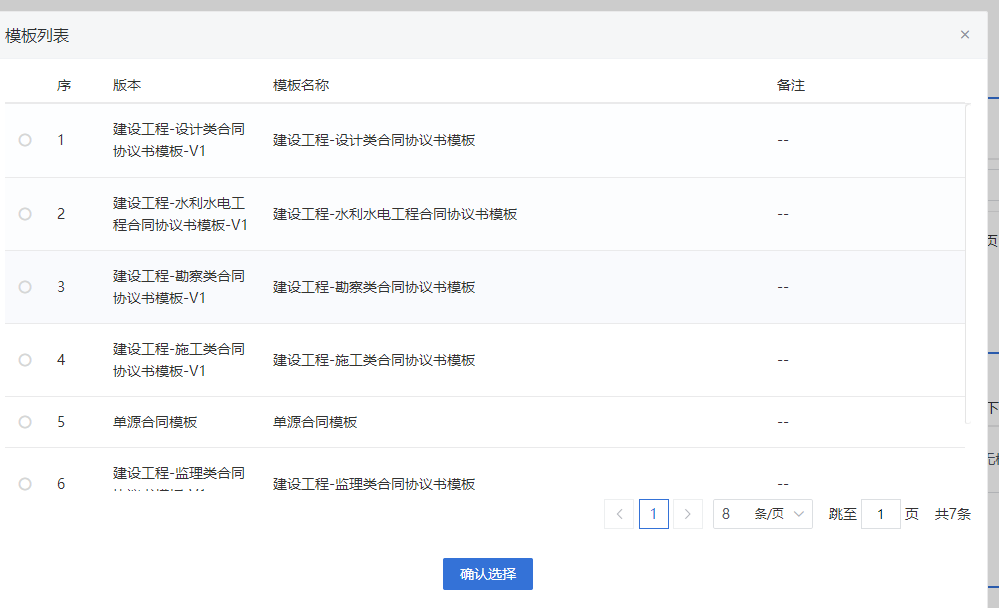 模板列表
×
序 版本 模板名称 备注
1 建设工程-设计类合同 建设工程-设计类合同协议书模板 --
协议书模板-V1
2 建设工程-水利水电工 建设工程-水利水电工程合同协议书模板 --
程合同协议书模板-V1
3 建设工程-勘察类合同 建设工程-勘察类合同协议书模板 --
协议书模板-V1
4 建设工程-施工类合同 建设工程-施工类合同协议书模板 --
协议书模板-V1
5 单源合同模板 单源合同模板 --
6 建设工程-监理类合同 建设工程-监理类合同协议书模板 --
< 1 > 8 条/页 跳至 1 页 共7条
确认选择
页
下